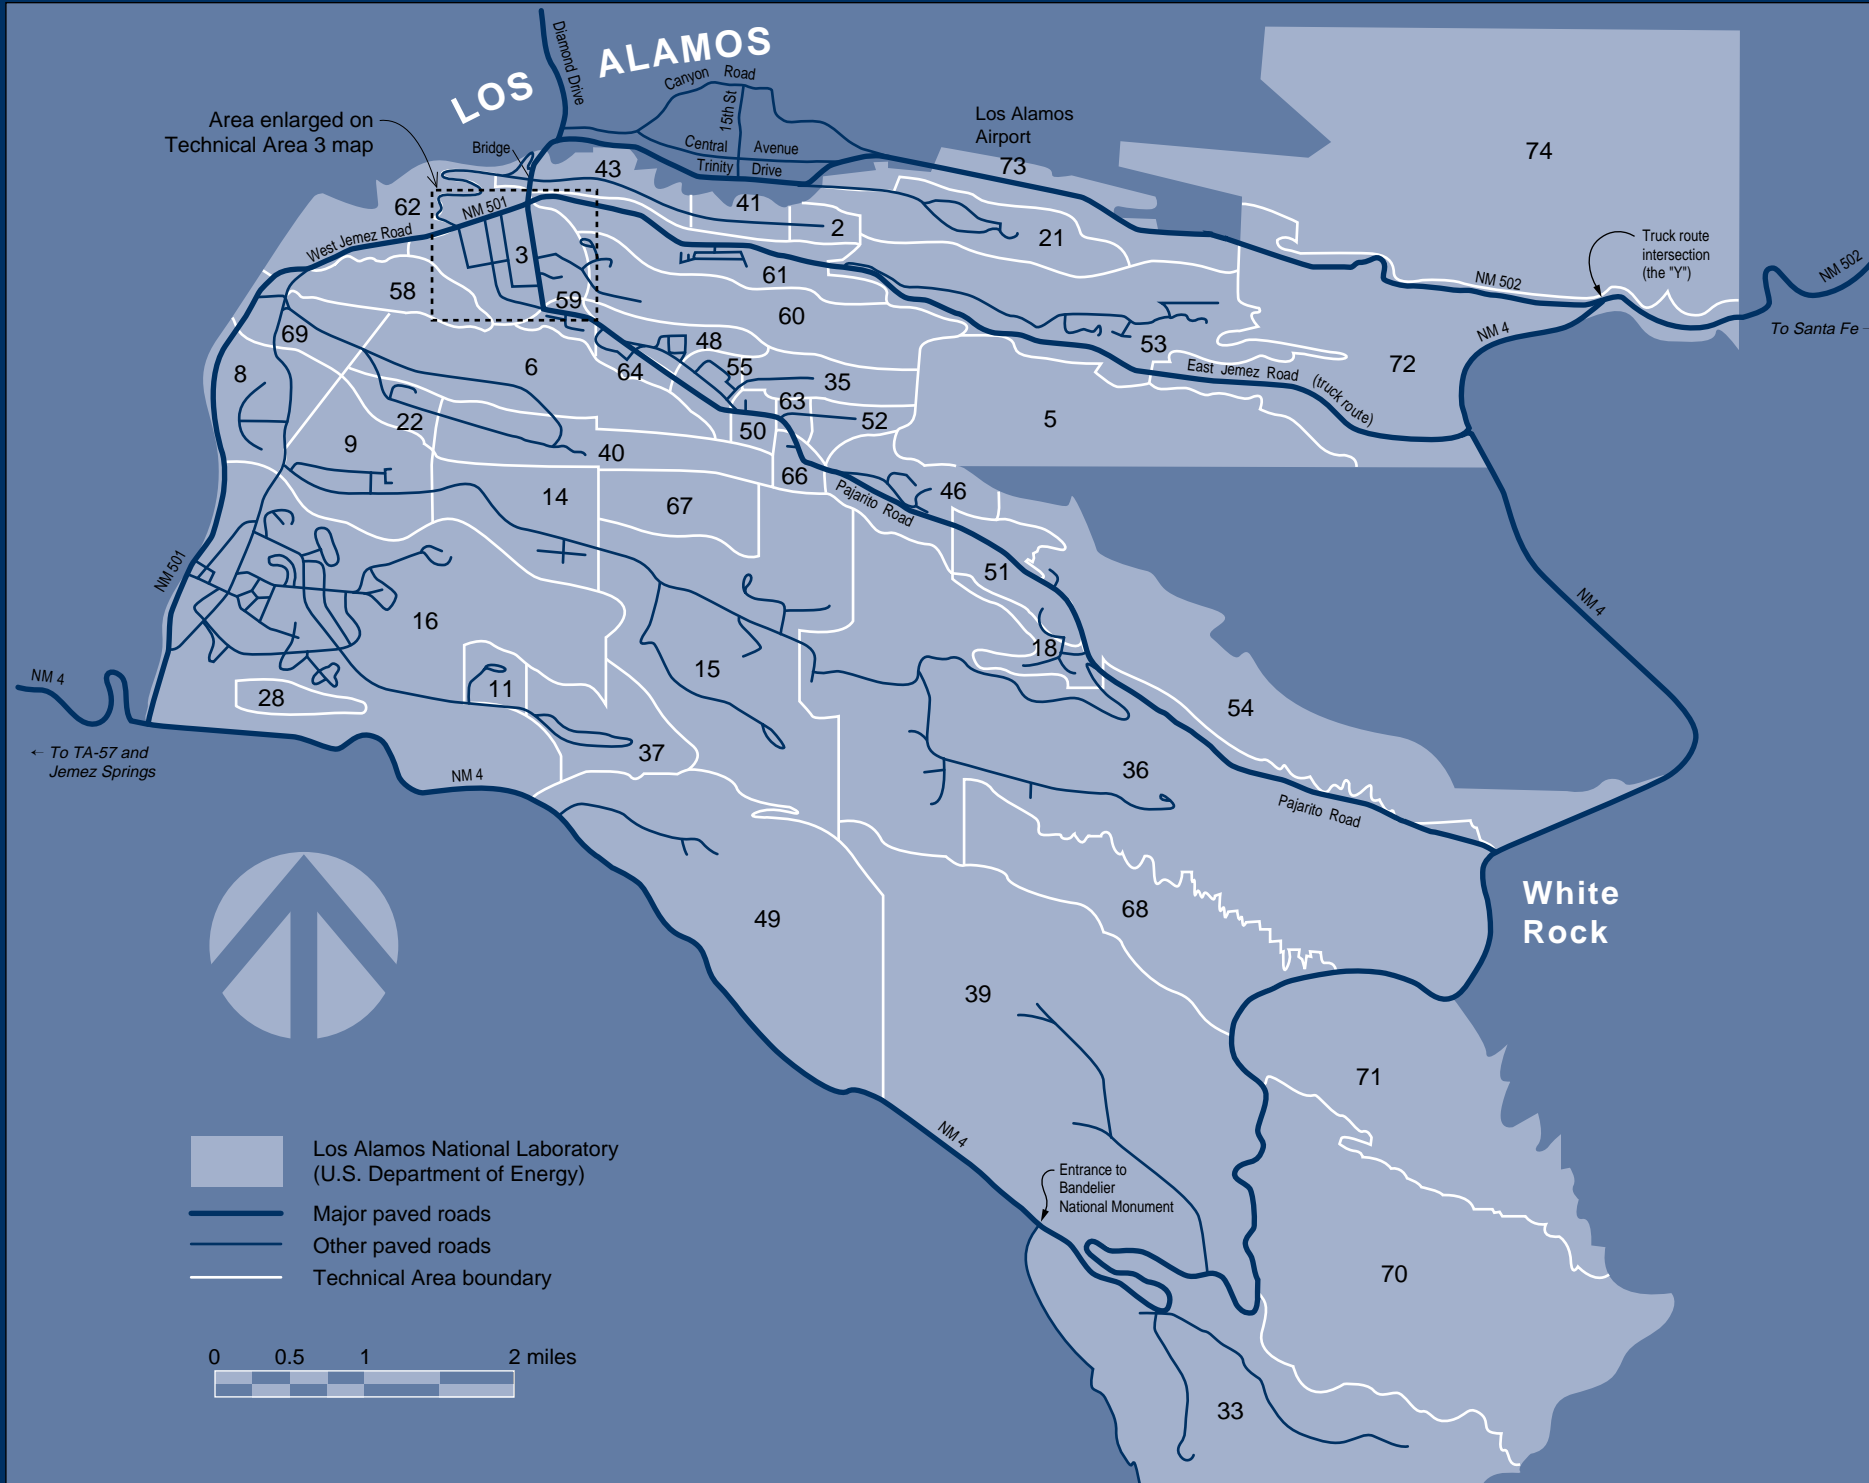 LOS ALAMOS
Diamond Drive
Canyon Road
15th St
Central Avenue
Trinity Drive
Bridge
Area enlarged on
Technical Area 3 map
Los Alamos
Airport
73
74
43
62
NM 501
West Jemez Road
41
2
21
3
61
58
59
60
Truck route
intersection
(the "Y")
NM 502
NM 502
To Santa Fe
NM 4
69
8
6
48
64
55
35
53
72
East Jemez Road (truck route)
63
22
50
52
5
9
40
66
14
67
46
Pajarito Road
NM 501
51
NM 4
16
15
18
NM 4
28
11
54
← To TA-57 and
Jemez Springs
37
NM 4
36
Pajarito Road
White
Rock
49
68
39
71
NM 4
Entrance to
Bandelier
National Monument
70
33
Los Alamos National Laboratory
(U.S. Department of Energy)
Major paved roads
Other paved roads
Technical Area boundary
0 0.5 1 2 miles